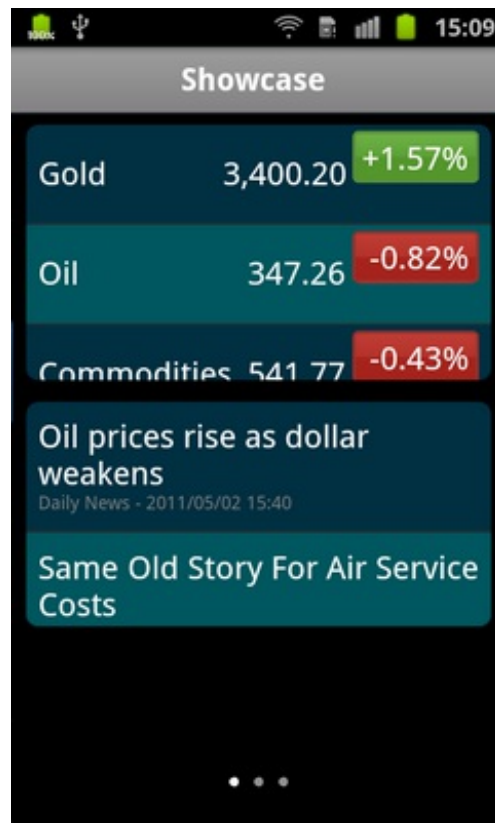 100%
15:09
Showcase
Gold 3,400.20 +1.57%
Oil 347.26 -0.82%
Commodities 541.77 -0.43%
Oil prices rise as dollar
weakens
Daily News - 2011/05/02 15:40
Same Old Story For Air Service
Costs